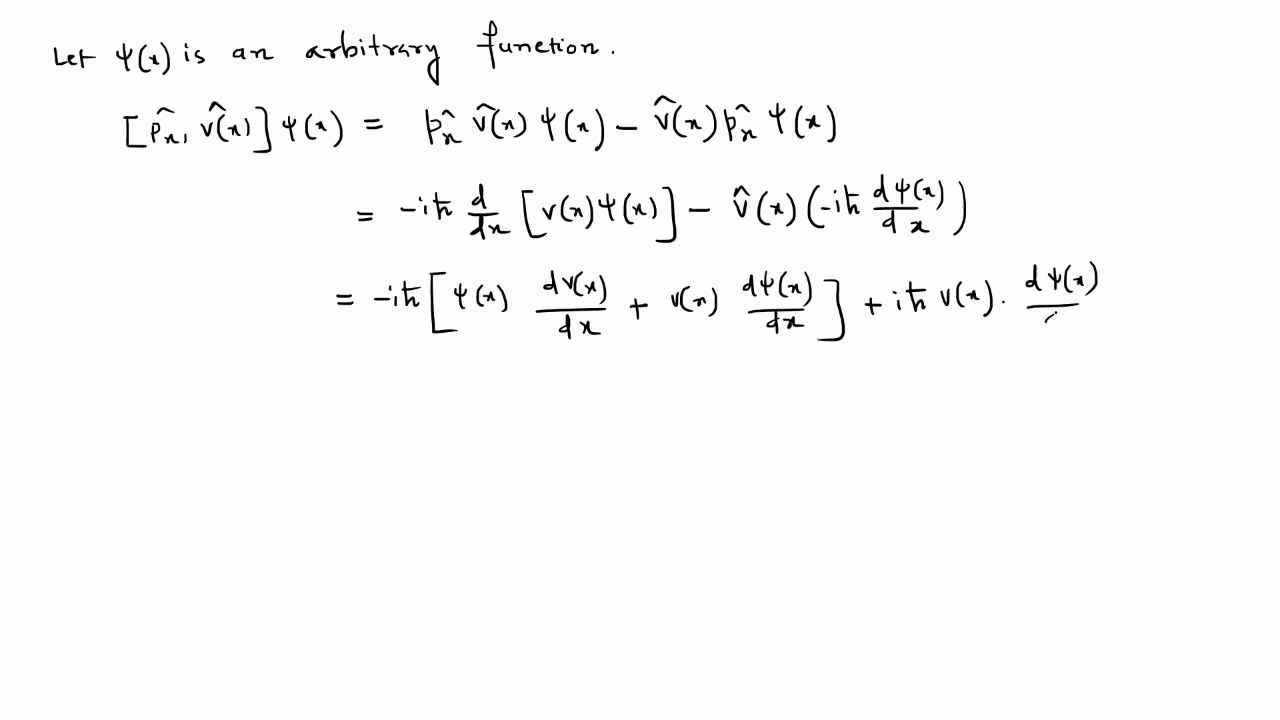 Let ψ(x) is an arbitrary function.
[p̂x, v̂(x)] ψ(x) = p̂x v̂(x) ψ(x) – v̂(x) p̂x ψ(x)
= -iħ d/dx [v(x)ψ(x)] – v̂(x) (-iħ dψ(x)/dx)
= -iħ [ψ(x) dv(x)/dx + v(x) dψ(x)/dx] + iħ v(x) . dψ(x)/